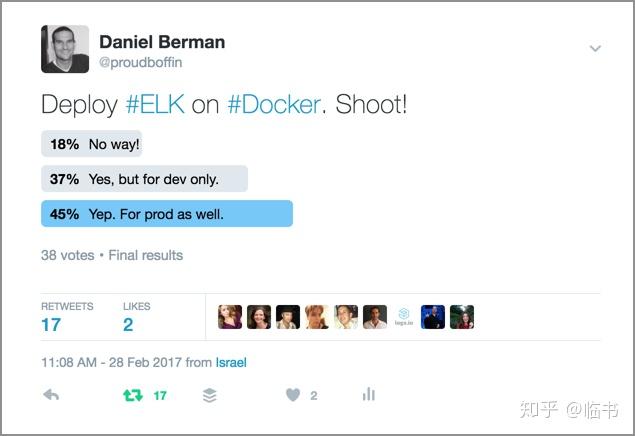 Daniel Berman
@proudboffin
Deploy #ELK on #Docker. Shoot!
18% No way!
37% Yes, but for dev only.
45% Yep. For prod as well.
38 votes • Final results
RETWEETS LIKES
17 2
logz.io
11:08 AM - 28 Feb 2017 from Israel
17 2
知乎 @临书